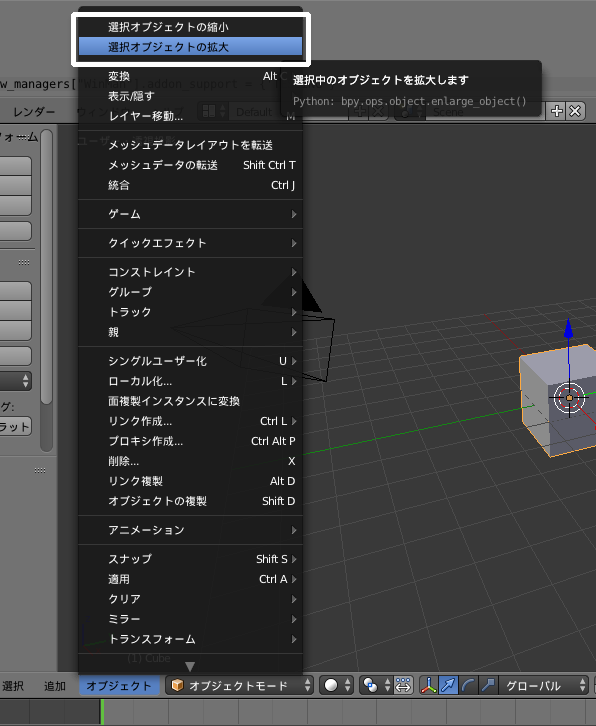 選択オブジェクトの縮小
選択オブジェクトの拡大
変換 Alt C
選択中のオブジェクトを拡大します
Python: bpy.ops.object.enlarge_object()
表示/隠す
レンダー
Default
Scene
レイヤー移動... M
フォーム
メッシュデータレイアウトを転送
メッシュデータの転送 Shift Ctrl T
統合 Ctrl J
ゲーム
クイックエフェクト
コンストレイント
グループ
トラック
親
シングルユーザー化 U
ローカル化... L
面複製インスタンスに変換
グ:
リンク作成... Ctrl L
ラット
プロキシ作成... Ctrl Alt P
削除... X
リンク複製 Alt D
オブジェクトの複製 Shift D
アニメーション
スナップ Shift S
適用 Ctrl A
クリア
ミラー
トランスフォーム
(1) Cube
選択 追加 オブジェクト オブジェクトモード グローバル